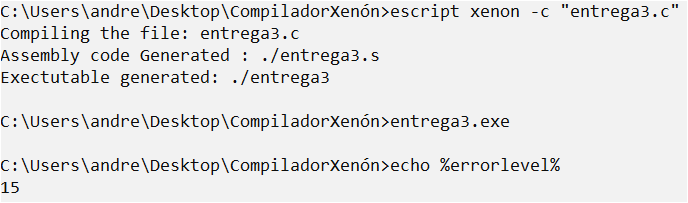 C:\Users\andre\Desktop\CompiladorXenón>escript xenon -c "entrega3.c"
Compiling the file: entrega3.c
Assembly code Generated : ./entrega3.s
Exectutable generated: ./entrega3
C:\Users\andre\Desktop\CompiladorXenón>entrega3.exe
C:\Users\andre\Desktop\CompiladorXenón>echo %errorlevel%
15